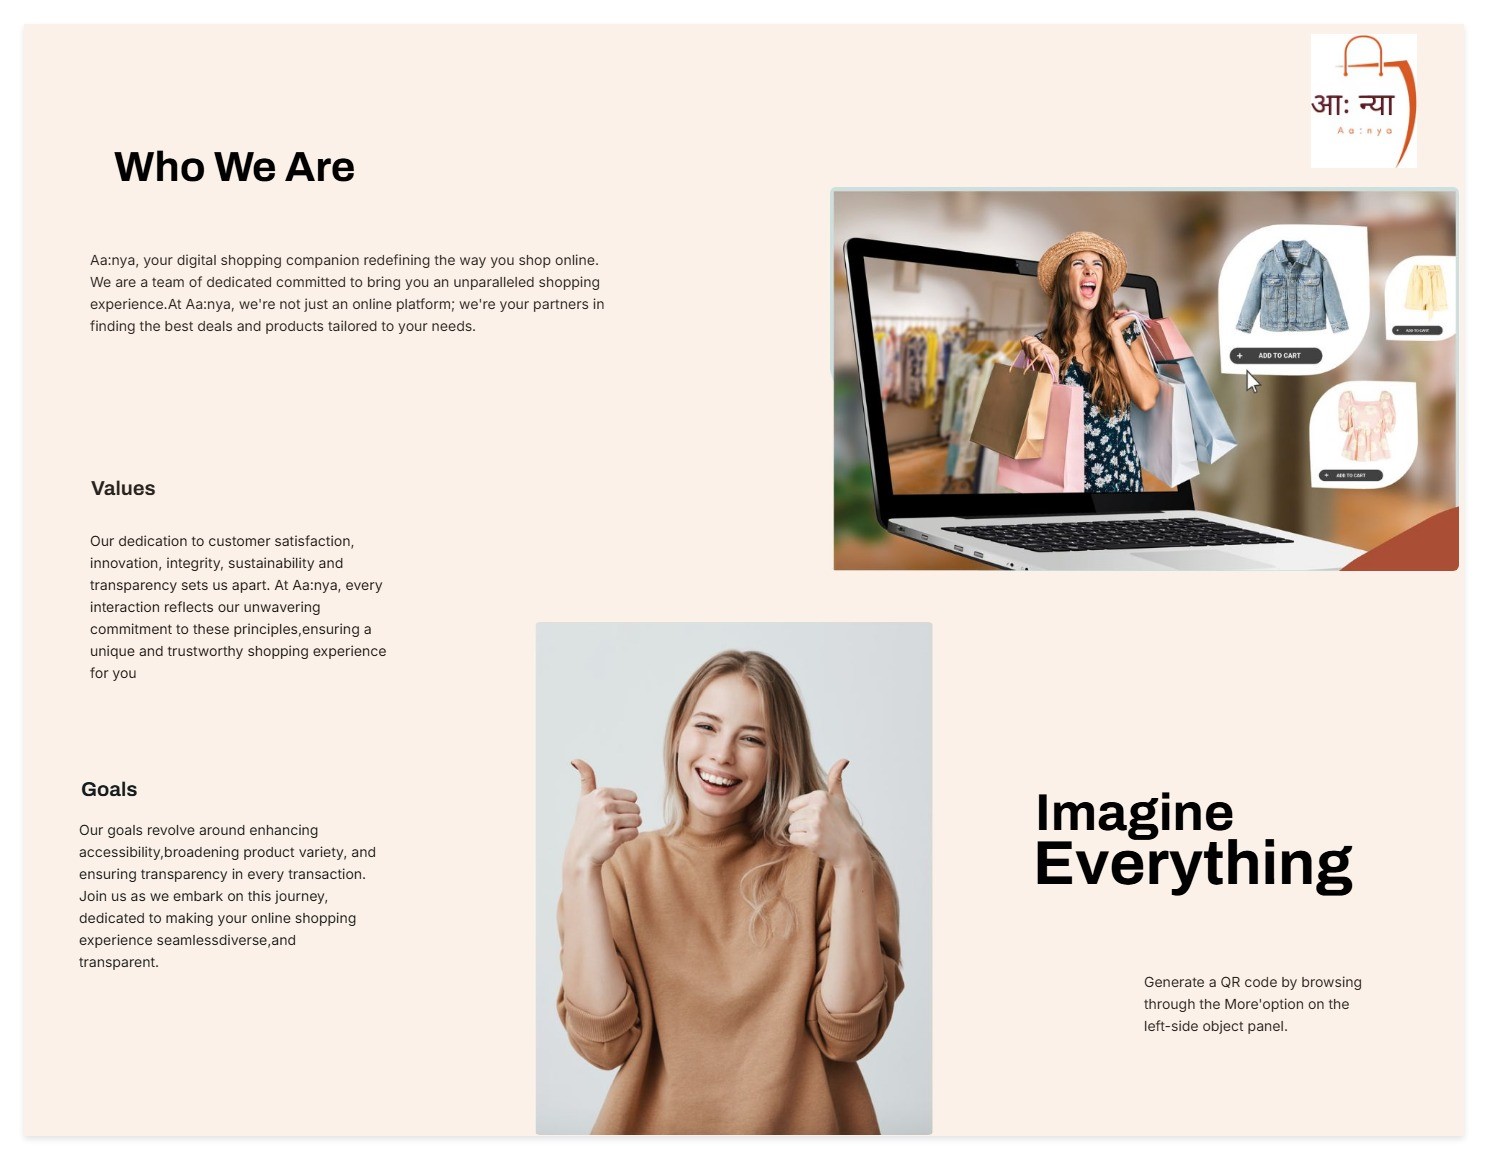 आः न्या
Aa:nya
Who We Are
Aa:nya, your digital shopping companion redefining the way you shop online.
We are a team of dedicated committed to bring you an unparalleled shopping
experience.At Aa:nya, we're not just an online platform; we're your partners in
finding the best deals and products tailored to your needs.
+ ADD TO CART
+ ADD TO CART
+ ADD TO CART
Values
Our dedication to customer satisfaction,
innovation, integrity, sustainability and
transparency sets us apart. At Aa:nya, every
interaction reflects our unwavering
commitment to these principles,ensuring a
unique and trustworthy shopping experience
for you
Goals
Our goals revolve around enhancing
accessibility,broadening product variety, and
ensuring transparency in every transaction.
Join us as we embark on this journey,
dedicated to making your online shopping
experience seamlessdiverse,and
transparent.
Imagine
Everything
Generate a QR code by browsing
through the More'option on the
left-side object panel.